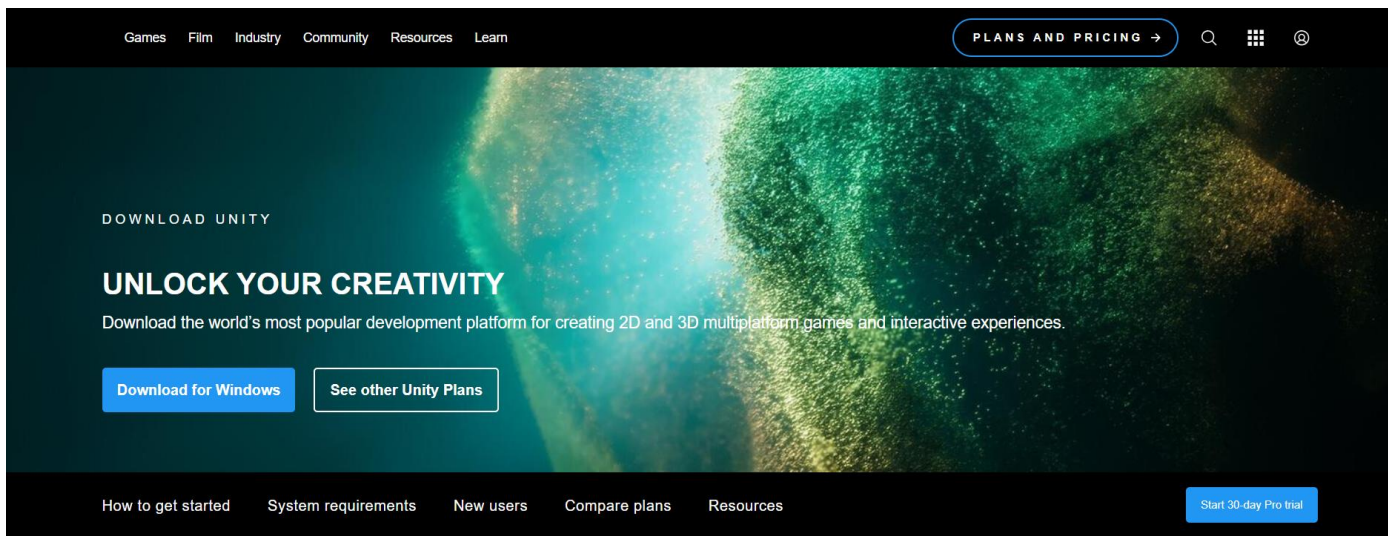 Games Film Industry Community Resources Learn PLANS AND PRICING →
DOWNLOAD UNITY
UNLOCK YOUR CREATIVITY
Download the world’s most popular development platform for creating 2D and 3D multiplatform games and interactive experiences.
Download for Windows See other Unity Plans
How to get started System requirements New users Compare plans Resources Start 30-day Pro trial